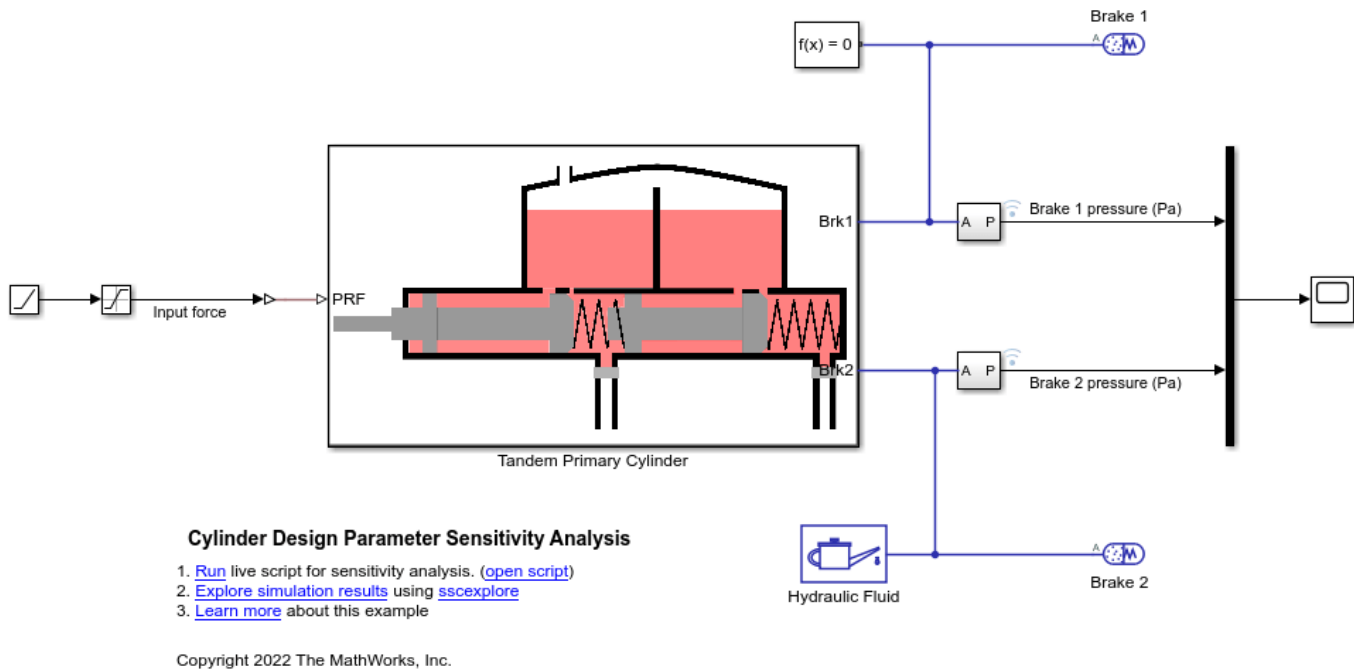 Brake 1
f(x) = 0
A
Brk1
A P
Brake 1 pressure (Pa)
PRF
Input force
Brk2
A P
Brake 2 pressure (Pa)
Tandem Primary Cylinder
Cylinder Design Parameter Sensitivity Analysis
1. Run live script for sensitivity analysis. (open script)
2. Explore simulation results using sscexplore
3. Learn more about this example
A
Hydraulic Fluid
Brake 2
Copyright 2022 The MathWorks, Inc.